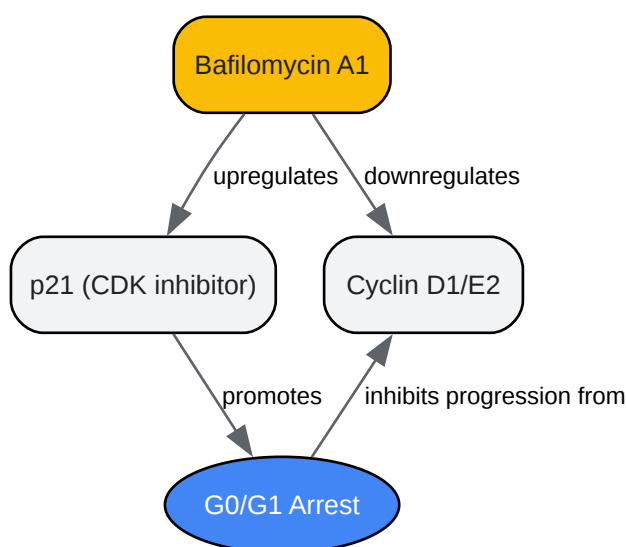 Bafilomycin A1
upregulates
downregulates
p21 (CDK inhibitor)
Cyclin D1/E2
promotes
inhibits progression from
G0/G1 Arrest